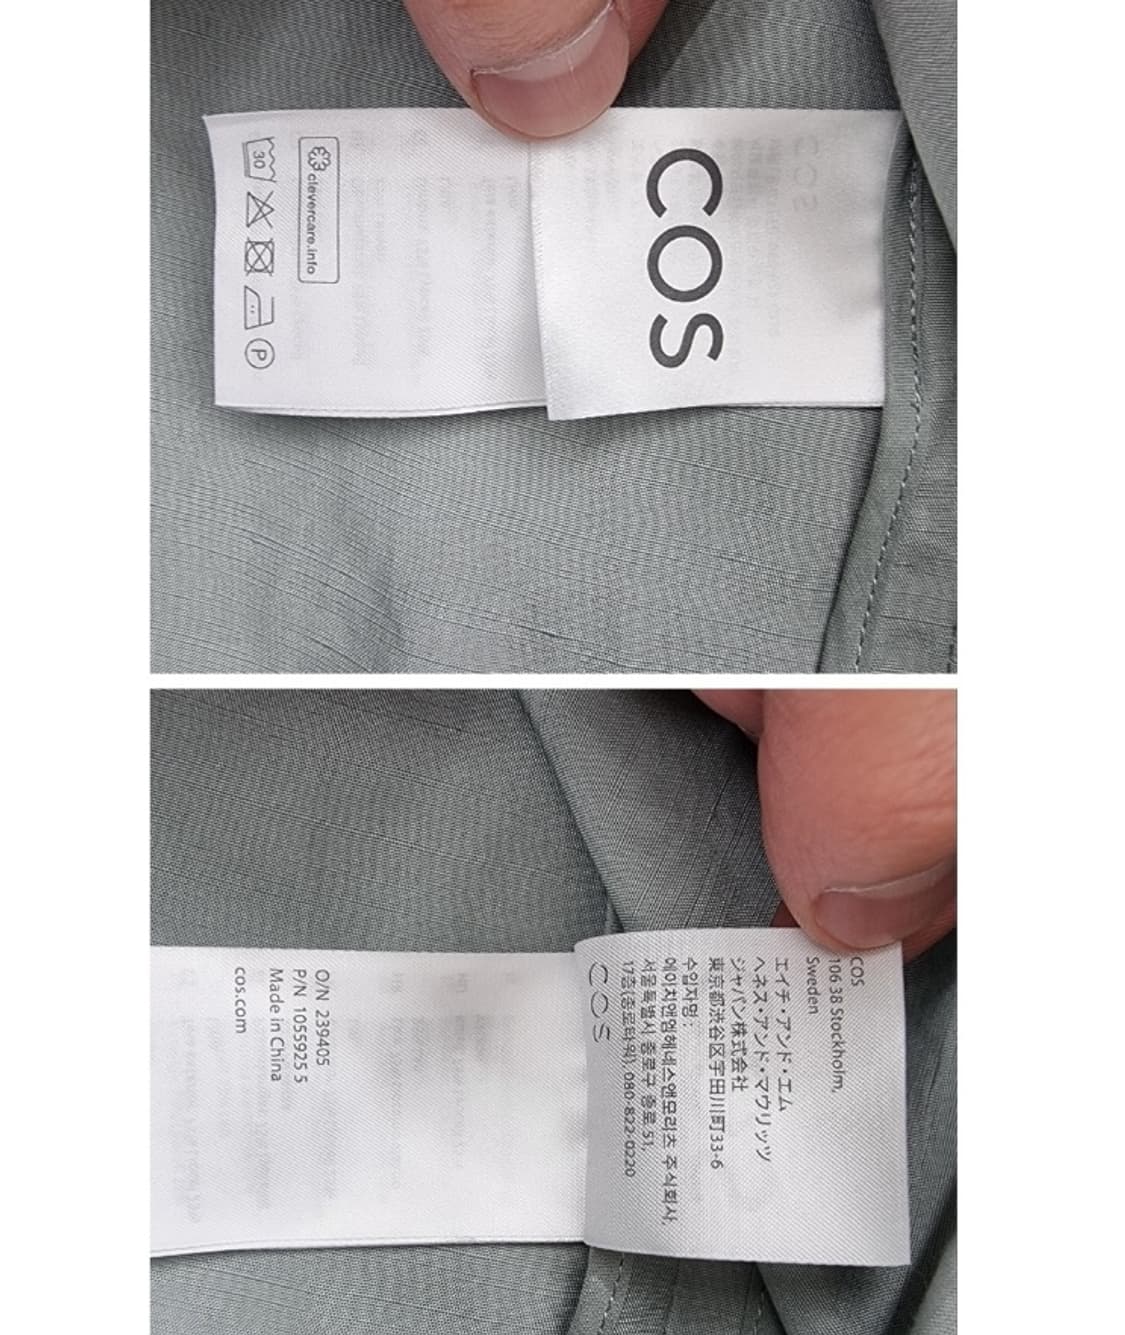 COS
clevercare.info
30
P
COS
106 38 Stockholm,
Sweden
エイチ・アンド・エム
ヘネス・アンド・マウリッツ
ジャパン株式会社
東京都渋谷区宇田川町33-6
수입자명 :
에이치앤엠헤네스앤모리츠 주식회사,
서울특별시 종로구 종로 51,
17층(종로타워), 080-822-0220
COS
O/N 239405
P/N 1055925 5
Made in China
cos.com